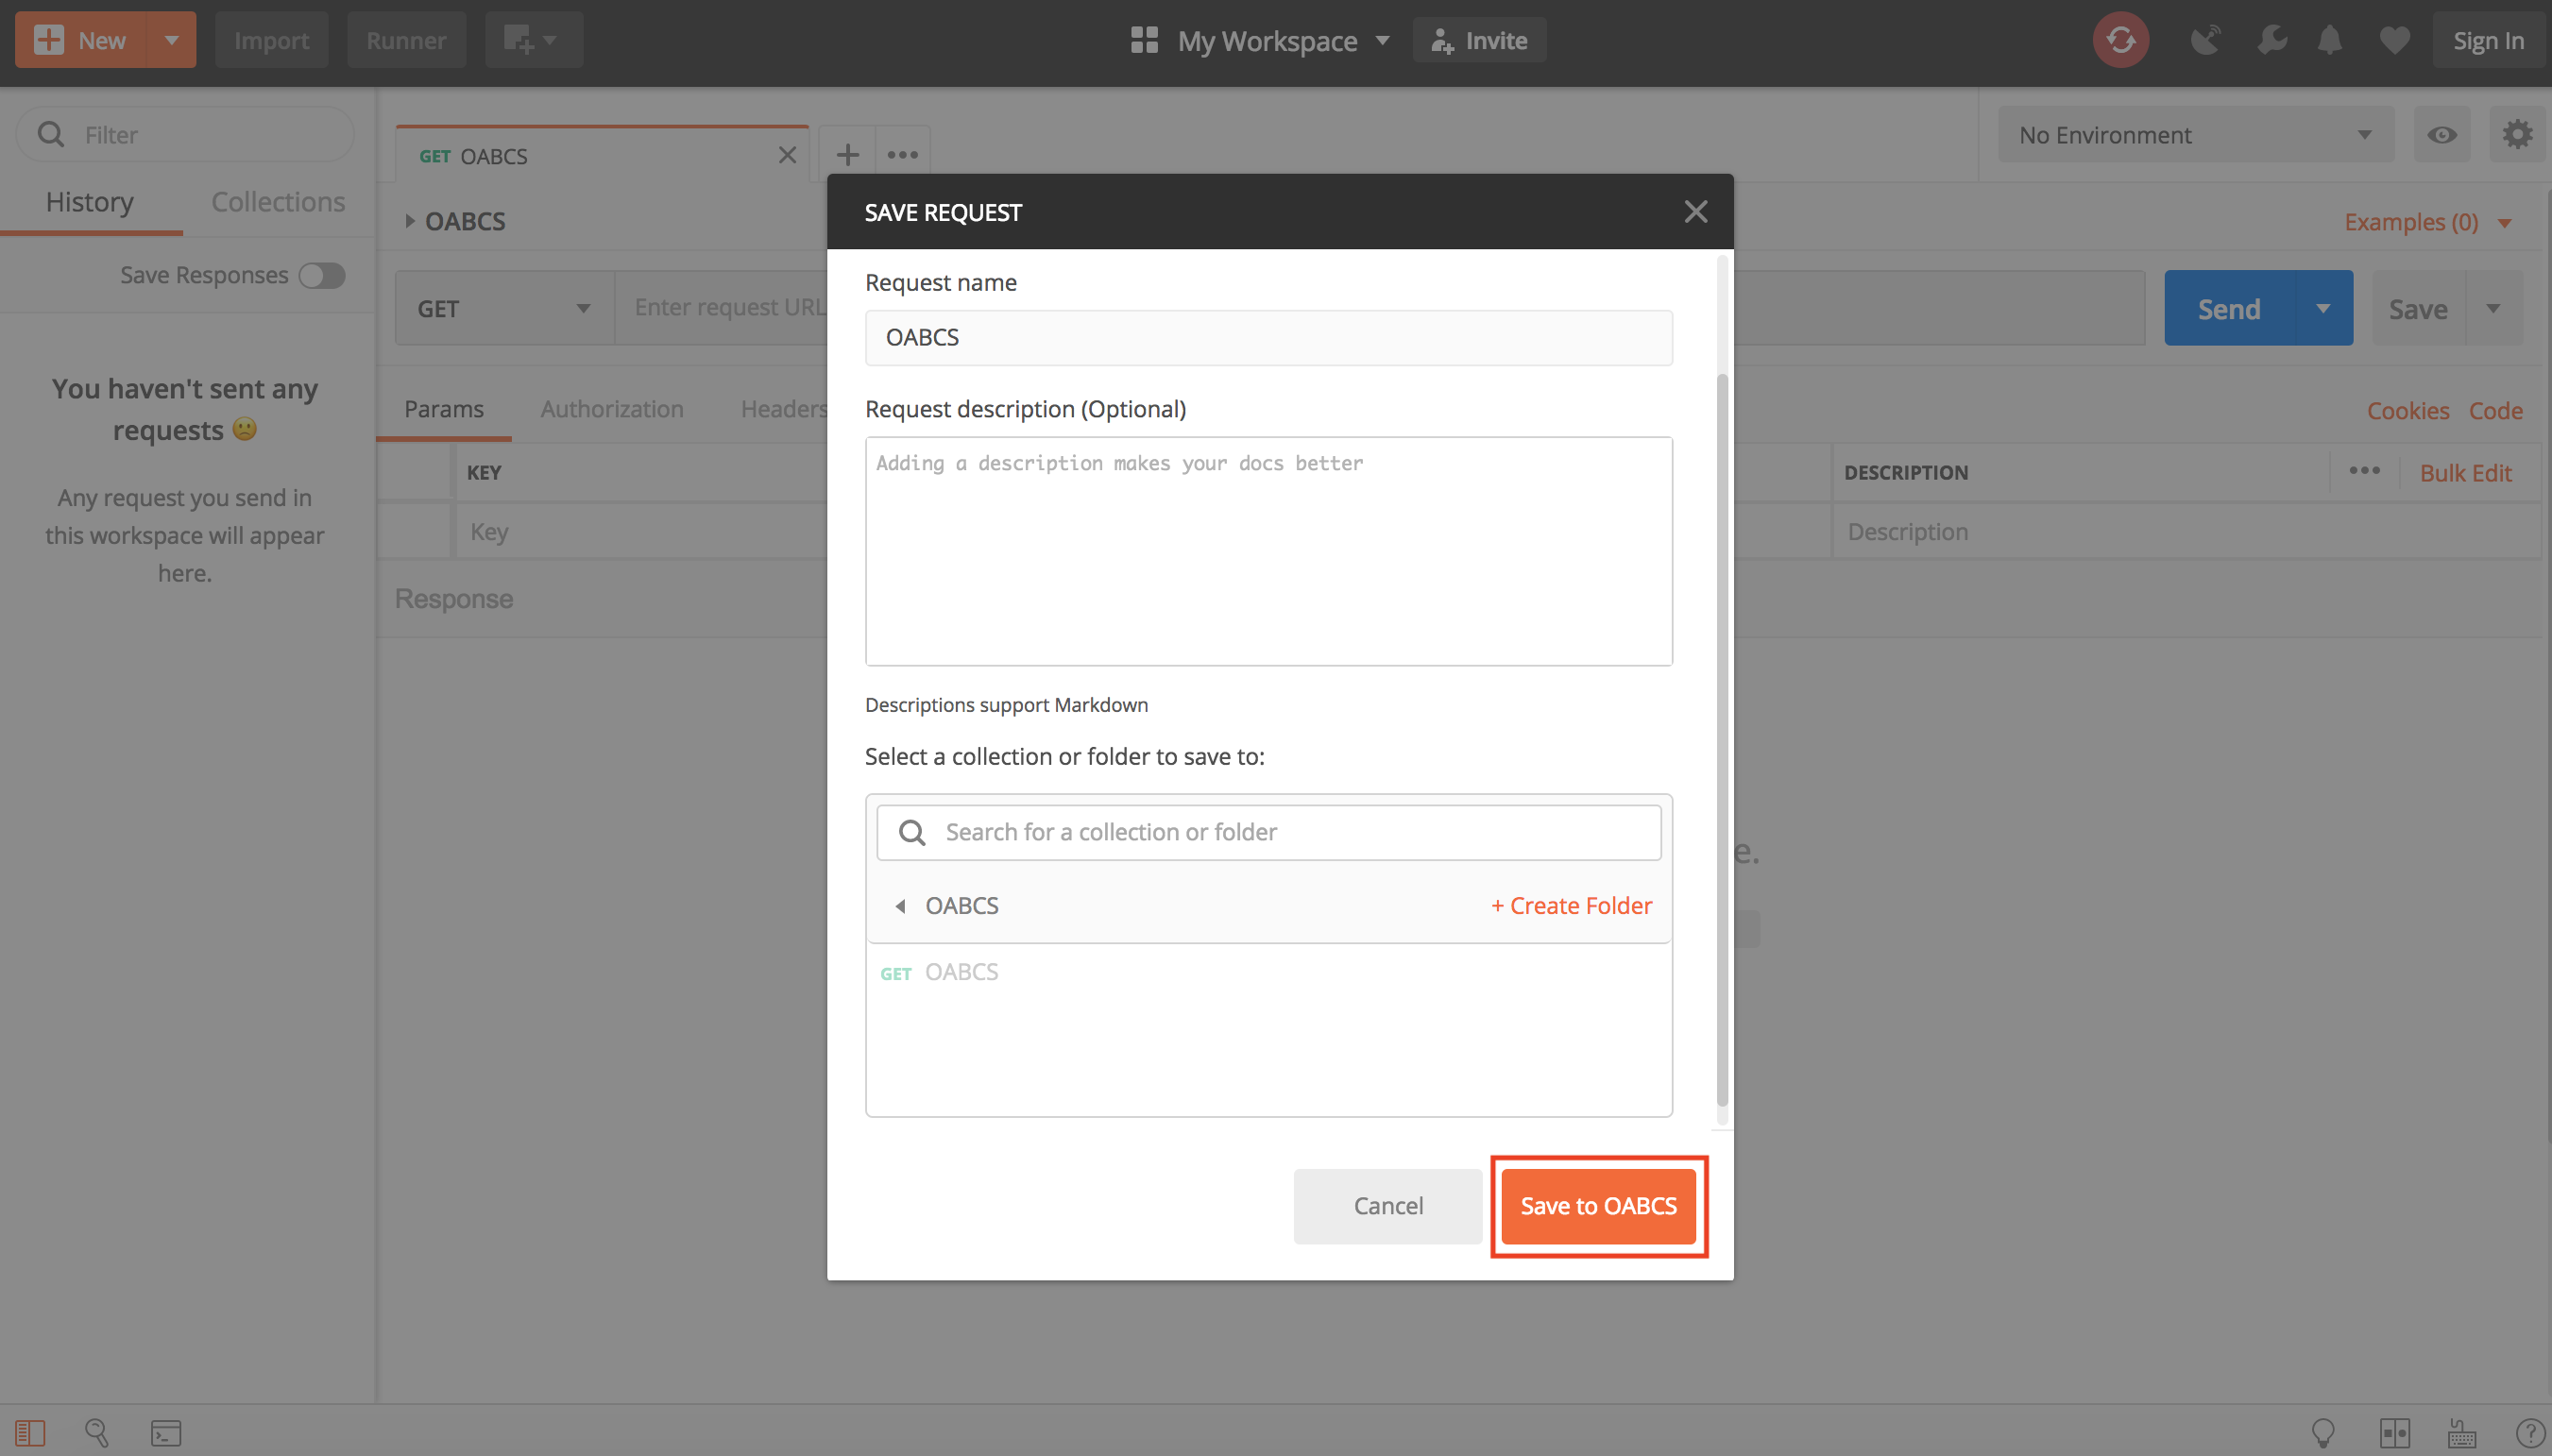 New Import Runner My Workspace Invite Sign In
Filter
GET OABCS
No Environment
History Collections
OABCS
Examples (0)
Save Responses
GET Enter request URL
Send Save
You haven't sent any
requests
Any request you send in
this workspace will appear
here.
Params Authorization Headers
Cookies Code
KEY
DESCRIPTION
Bulk Edit
Key
Description
Response
e.
SAVE REQUEST
Request name
OABCS
Request description (Optional)
Adding a description makes your docs better
Descriptions support Markdown
Select a collection or folder to save to:
Search for a collection or folder
OABCS + Create Folder
GET OABCS
Cancel Save to OABCS